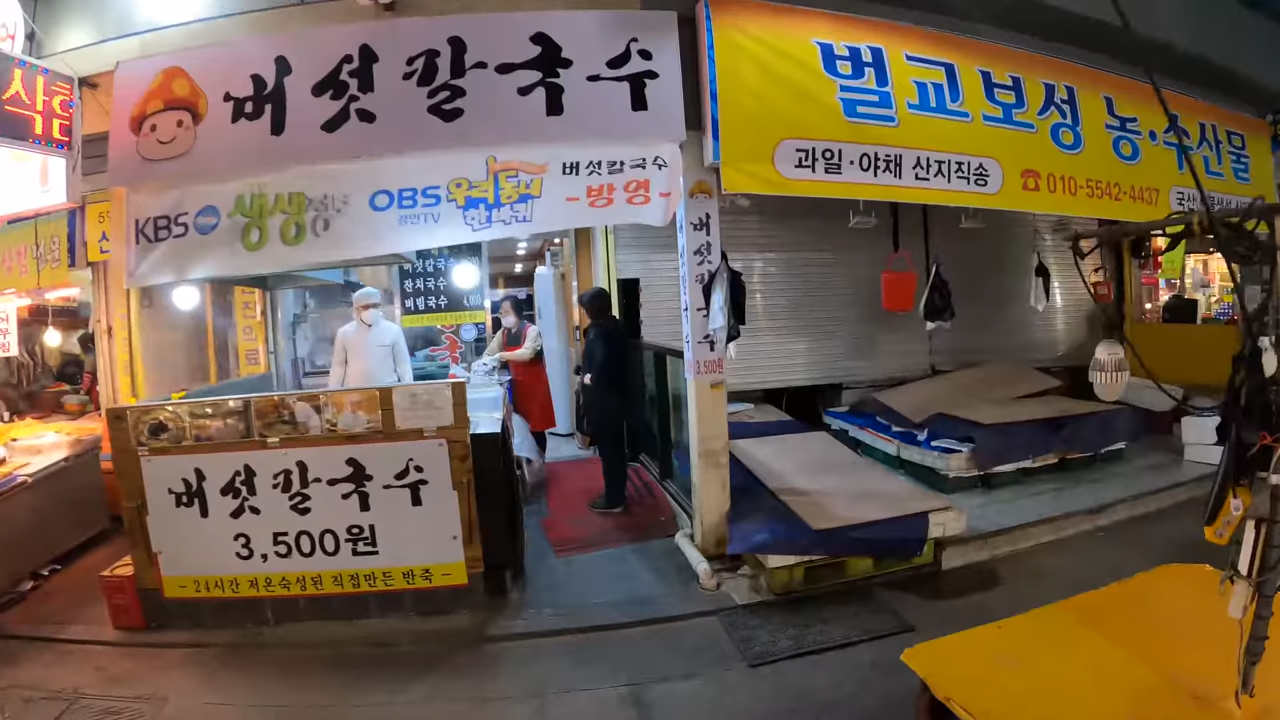 버섯칼국수
KBS 생생
OBS 경인TV
우리동네 한바퀴
버섯칼국수
-방영-
버섯칼국수
잔치국수
비빔국수 4,000
버섯칼국수 3,500원
버섯칼국수
3,500원
- 24시간 저온숙성된 직접만든 반죽 -
벌교보성 농·수산물
과일·야채 산지직송
☎010-5542-4437